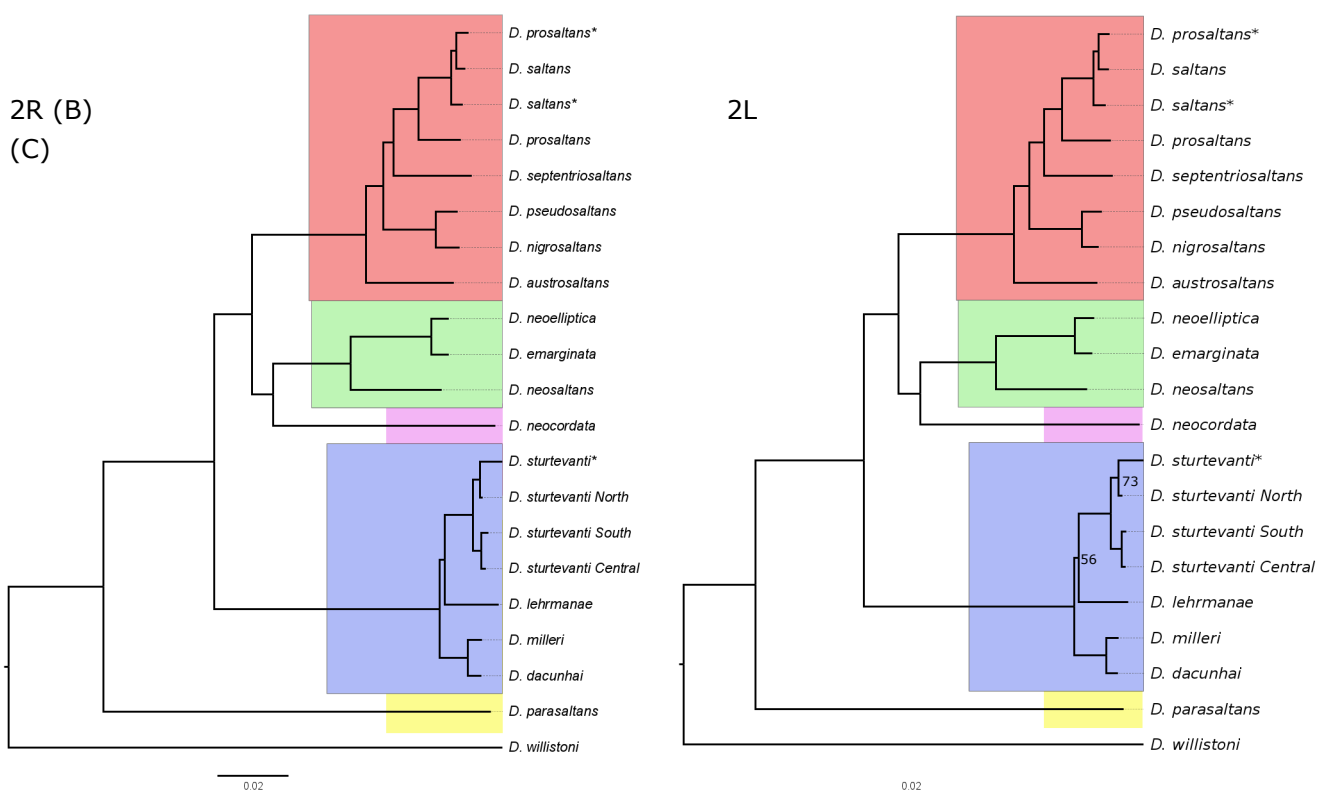 2R (B)
(C)
D. prosaltans*
D. saltans
D. saltans*
D. prosaltans
D. septentriosaltans
D. pseudosaltans
D. nigrosaltans
D. austrosaltans
D. neoelliptica
D. emarginata
D. neosaltans
D. neocordata
D. sturtevanti*
D. sturtevanti North
D. sturtevanti South
D. sturtevanti Central
D. lehrmanae
D. milleri
D. dacunhai
D. parasaltans
D. willistoni
0.02
2L
D. prosaltans*
D. saltans
D. saltans*
D. prosaltans
D. septentriosaltans
D. pseudosaltans
D. nigrosaltans
D. austrosaltans
D. neoelliptica
D. emarginata
D. neosaltans
D. neocordata
D. sturtevanti*
73
D. sturtevanti North
D. sturtevanti South
56
D. sturtevanti Central
D. lehrmanae
D. milleri
D. dacunhai
D. parasaltans
D. willistoni
0.02